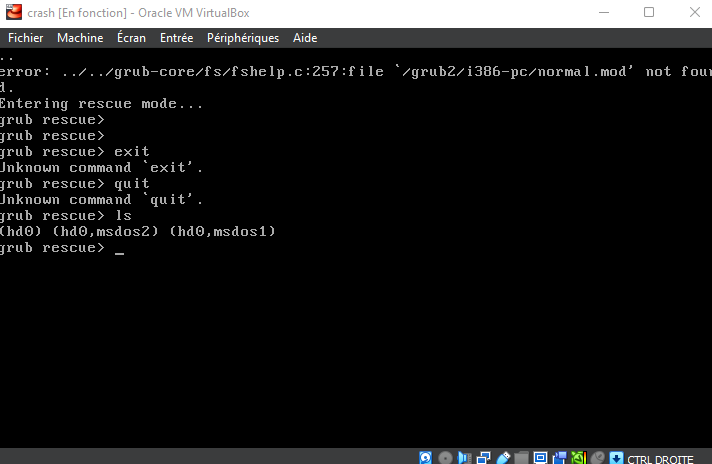 crash [En fonction] - Oracle VM VirtualBox
Fichier Machine Écran Entrée Périphériques Aide
..
error: ../../grub-core/fs/fshelp.c:257:file `/grub2/i386-pc/normal.mod' not foun
d.
Entering rescue mode...
grub rescue>
grub rescue>
grub rescue> exit
Unknown command `exit'.
grub rescue> quit
Unknown command `quit'.
grub rescue> ls
(hd0) (hd0,msdos2) (hd0,msdos1)
grub rescue> _
CTRL DROITE